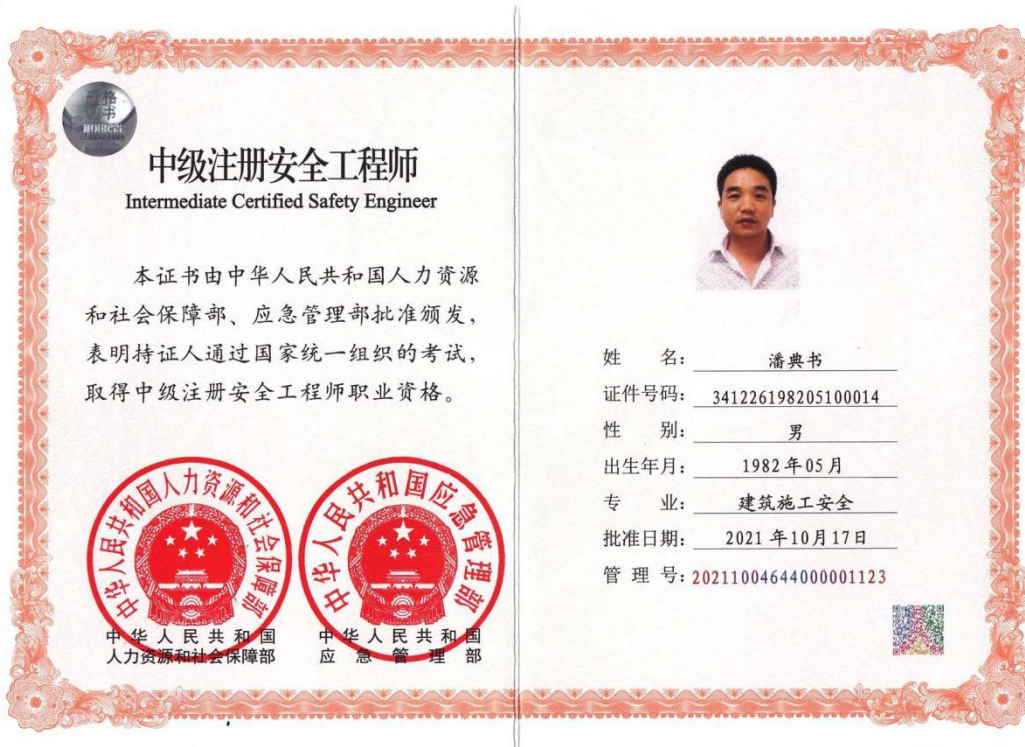 中级注册安全工程师
Intermediate Certified Safety Engineer
本证书由中华人民共和国人力资源
和社会保障部、应急管理部批准颁发，
表明持证人通过国家统一组织的考试，
取得中级注册安全工程师职业资格。
中华人民共和国人力资源和社会保障部
中华人民共和国
人力资源和社会保障部
中华人民共和国应急管理部
中华人民共和国
应急管理部
姓 名： 潘典书
证件号码： 341226198205100014
性 别： 男
出生年月： 1982年05月
专 业： 建筑施工安全
批准日期： 2021年10月17日
管 理 号：20211004644000001123